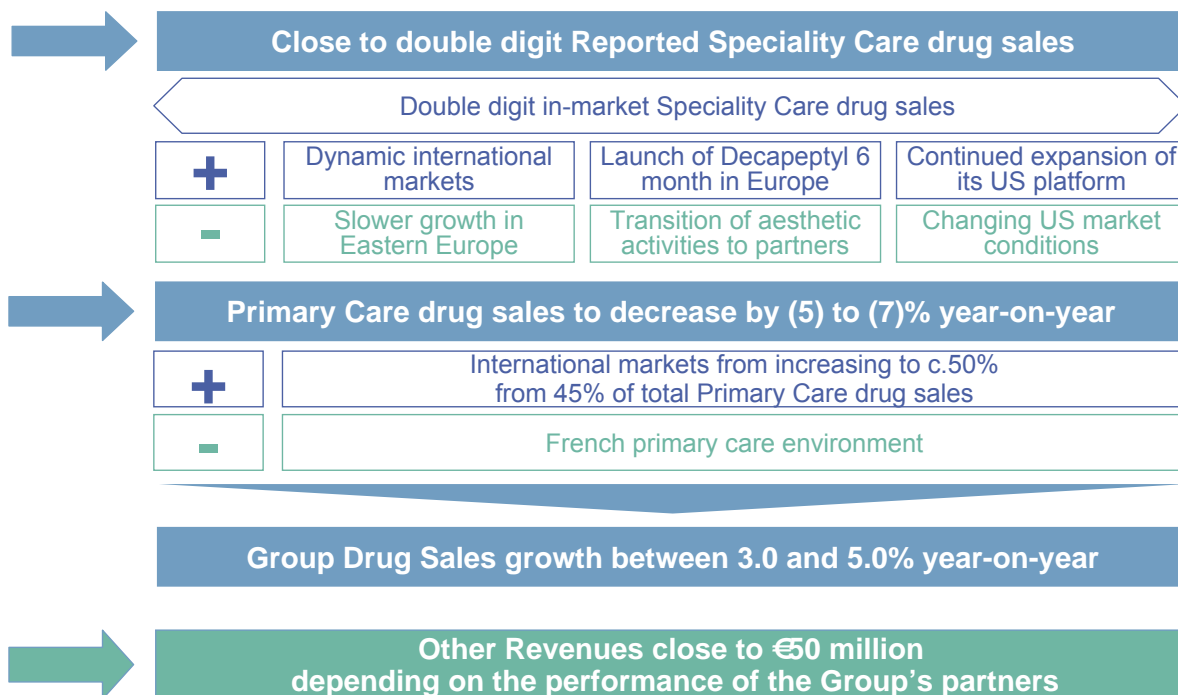 Close to double digit Reported Speciality Care drug sales
Double digit in-market Speciality Care drug sales
+
Dynamic international
markets
Launch of Decapeptyl 6
month in Europe
Continued expansion of
its US platform
-
Slower growth in
Eastern Europe
Transition of aesthetic
activities to partners
Changing US market
conditions
Primary Care drug sales to decrease by (5) to (7)% year-on-year
+
International markets from increasing to c.50%
from 45% of total Primary Care drug sales
-
French primary care environment
Group Drug Sales growth between 3.0 and 5.0% year-on-year
Other Revenues close to €50 million
depending on the performance of the Group's partners